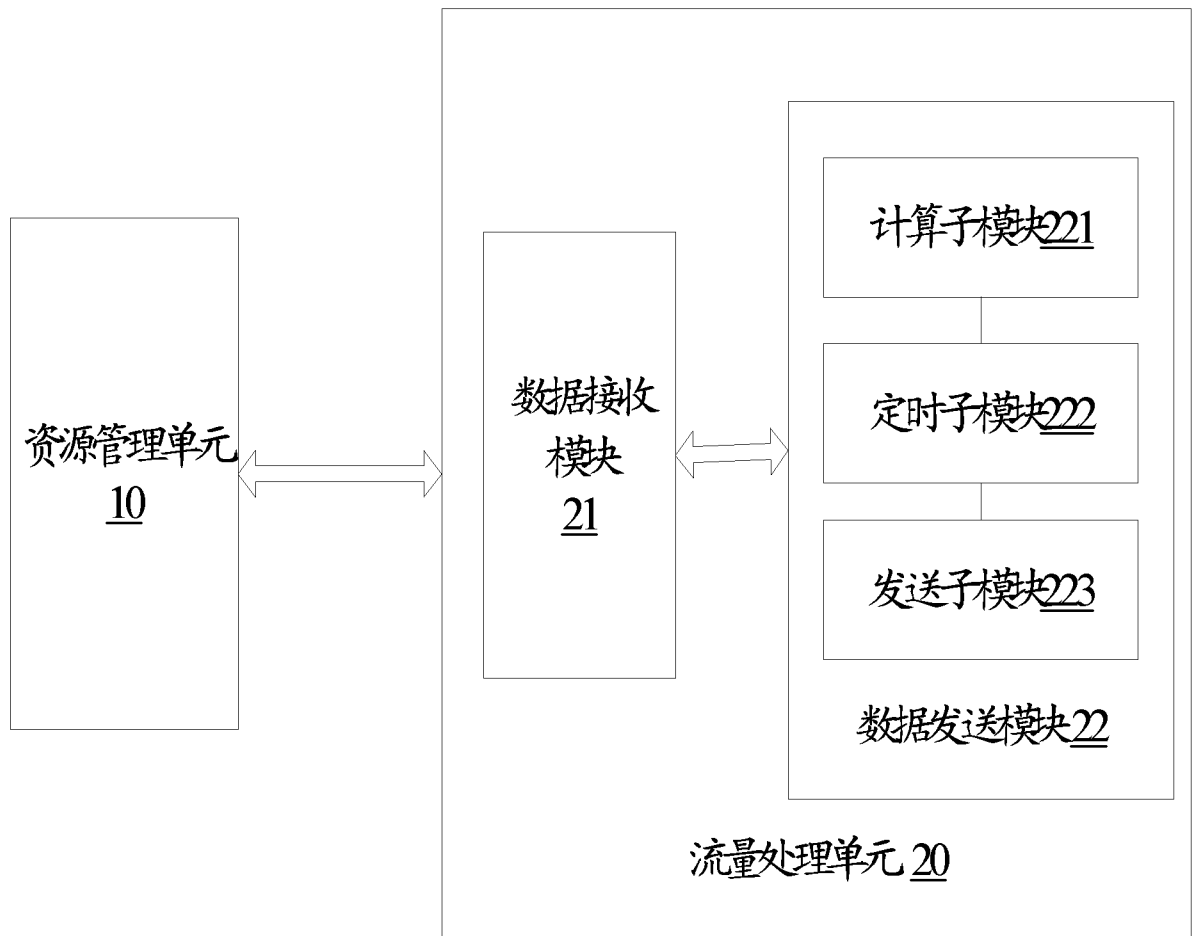 资源管理单元
10
数据接收
模块
21
计算子模块221
定时子模块222
发送子模块223
数据发送模块22
流量处理单元 20